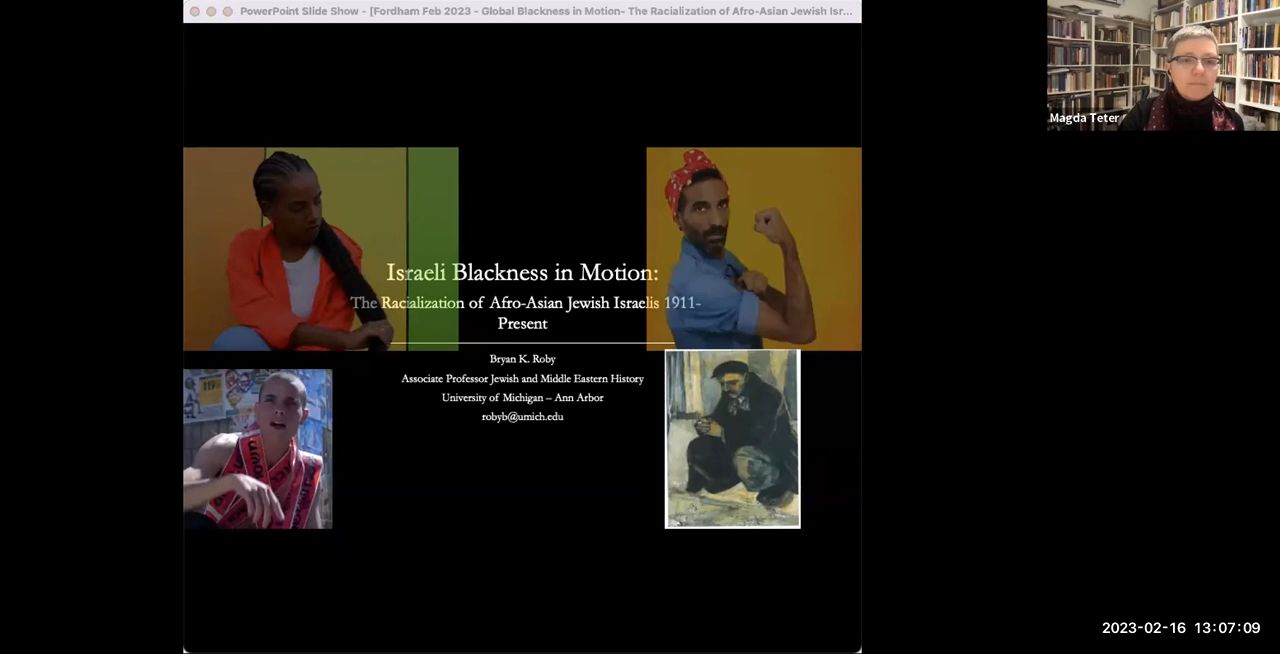 PowerPoint Slide Show - [Fordham Feb 2023 - Global Blackness in Motion- The Racialization of Afro-Asian Jewish Isr...
Magda Teter
Israeli Blackness in Motion:
The Racialization of Afro-Asian Jewish Israelis 1911-
Present
Bryan K. Roby
Associate Professor Jewish and Middle Eastern History
University of Michigan – Ann Arbor
robyb@umich.edu
2023-02-16 13:07:09